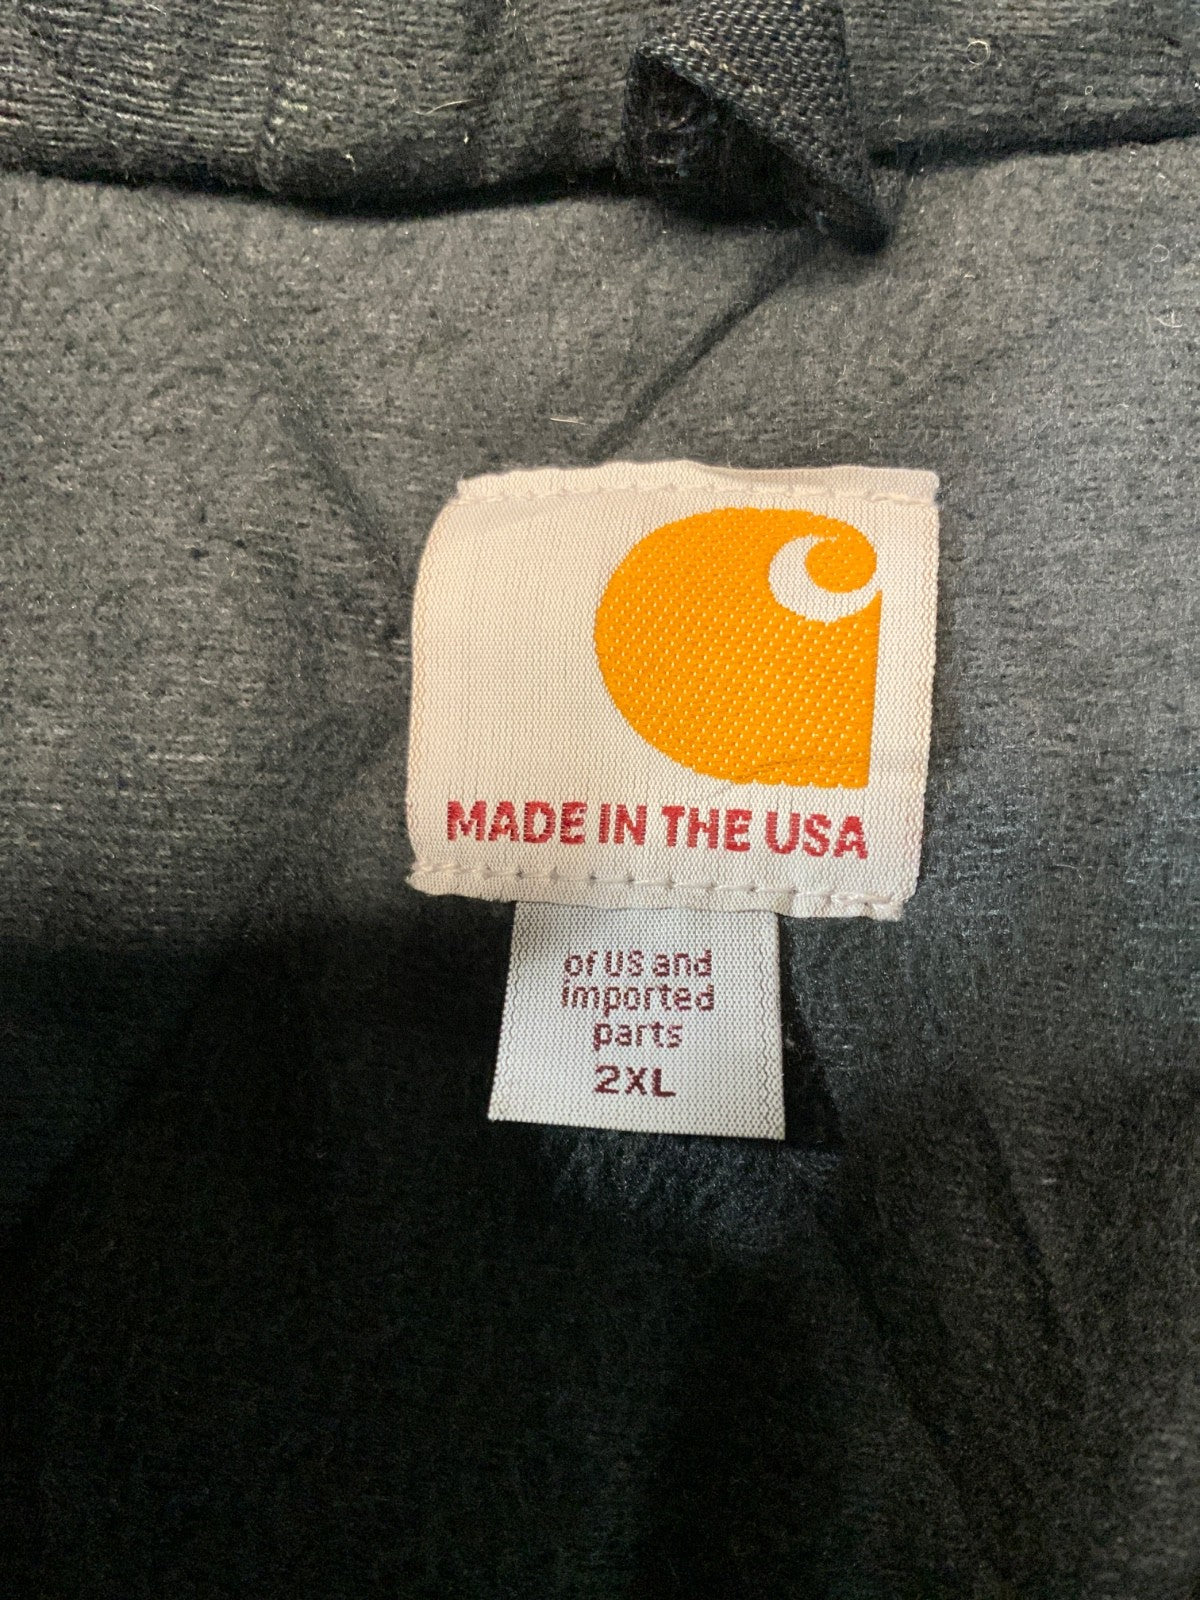 MADE IN THE USA
of US and
imported
parts
2XL